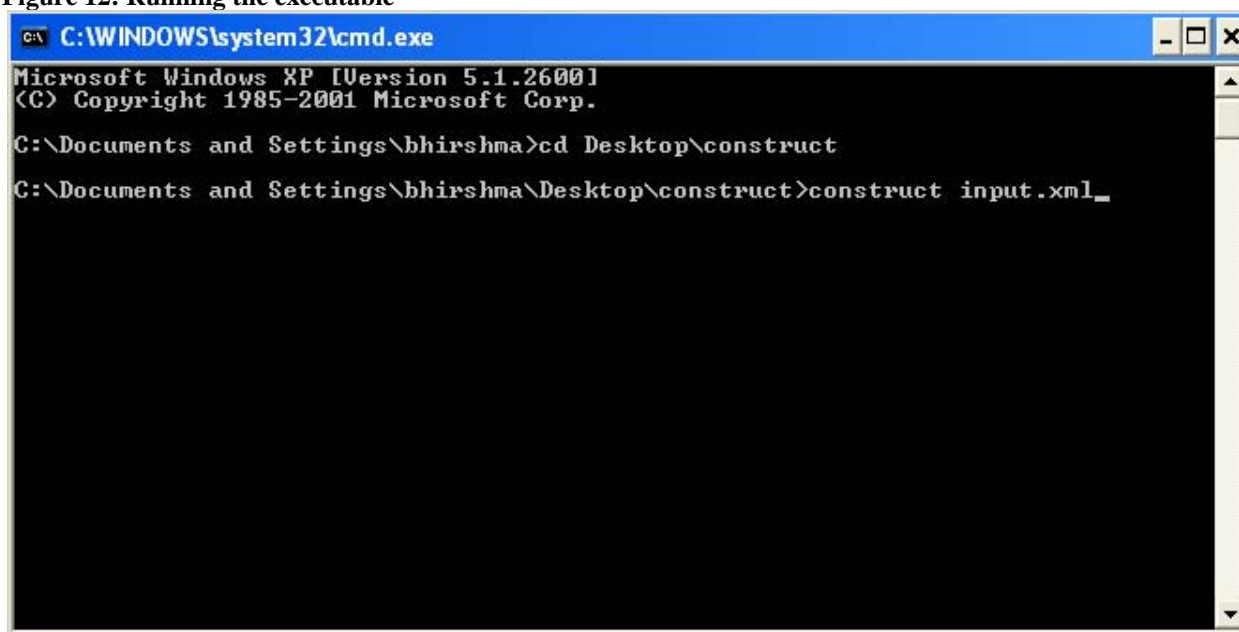 Figure 12: Running the executable
C:\WINDOWS\system32\cmd.exe
Microsoft Windows XP [Version 5.1.2600]
(C) Copyright 1985-2001 Microsoft Corp.
C:\Documents and Settings\bhirshma>cd Desktop\construct
C:\Documents and Settings\bhirshma\Desktop\construct>construct input.xml_